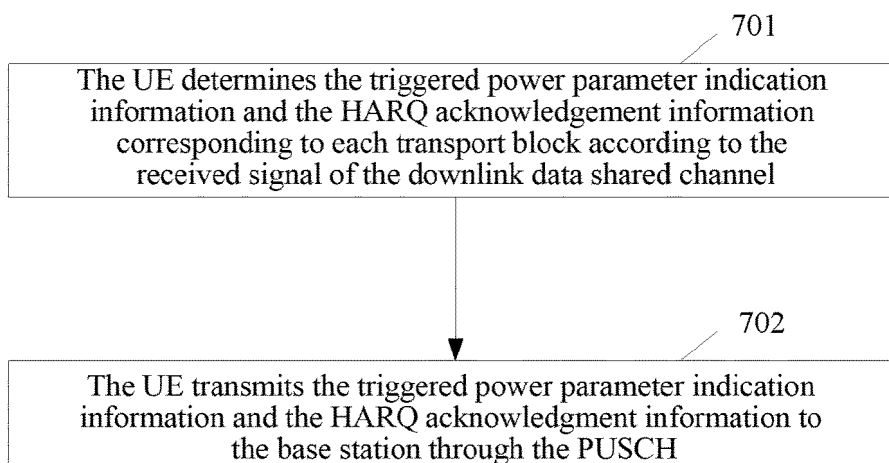 701
The UE determines the triggered power parameter indication
information and the HARQ acknowledgement information
corresponding to each transport block according to the
received signal of the downlink data shared channel
702
The UE transmits the triggered power parameter indication
information and the HARQ acknowledgment information to
the base station through the PUSCH